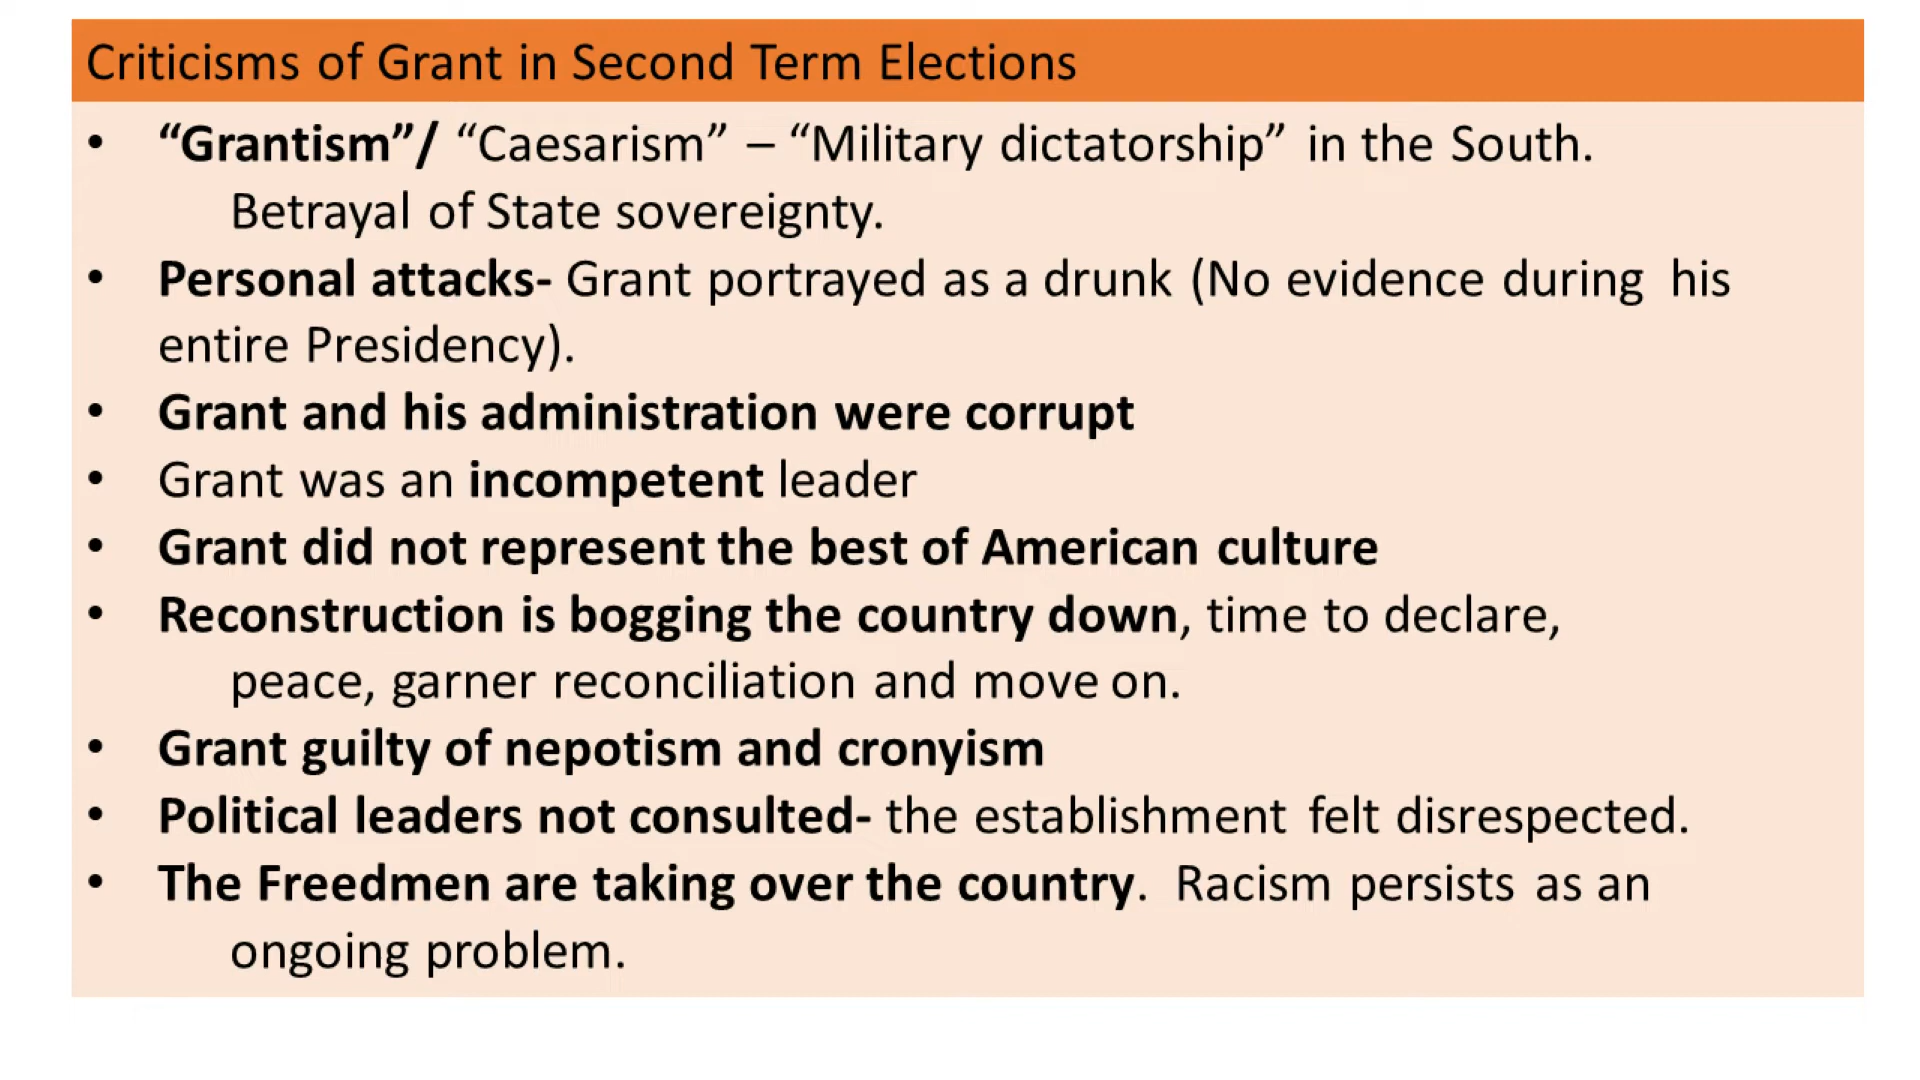 Criticisms of Grant in Second Term Elections
• “Grantism”/ “Caesarism” – “Military dictatorship” in the South.
Betrayal of State sovereignty.
• Personal attacks- Grant portrayed as a drunk (No evidence during his
entire Presidency).
• Grant and his administration were corrupt
• Grant was an incompetent leader
• Grant did not represent the best of American culture
• Reconstruction is bogging the country down, time to declare,
peace, garner reconciliation and move on.
• Grant guilty of nepotism and cronyism
• Political leaders not consulted- the establishment felt disrespected.
• The Freedmen are taking over the country. Racism persists as an
ongoing problem.